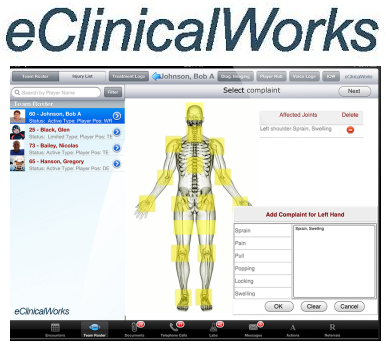 eClinicalWorks
Team Roster Injury List Treatment Logs Johnson, Bob A Diag. Imaging Player Hub Voice Logs eClinicalWorks
Search by Player Name Filter
Select complaint
Next
Team Roster
60 - Johnson, Bob A
Status: Active Type: Player Pos: WR
25 - Black, Glen
Status: Limited Type: Player Pos: TE
73 - Bailey, Nicolas
Status: Active Type: Player Pos: TE
65 - Hanson, Gregory
Status: Active Type: Player Pos: DE
Affected Joints Delete
Left shoulder Sprain, Swelling
Add Complaint for Left Hand
Sprain
Pain
Pull
Popping
Locking
Swelling
Sprain, Swelling
OK Clear Cancel
eClinicalWorks
Encounters Team Roster Documents Telephone Calls Labs Messages Actions Referrals